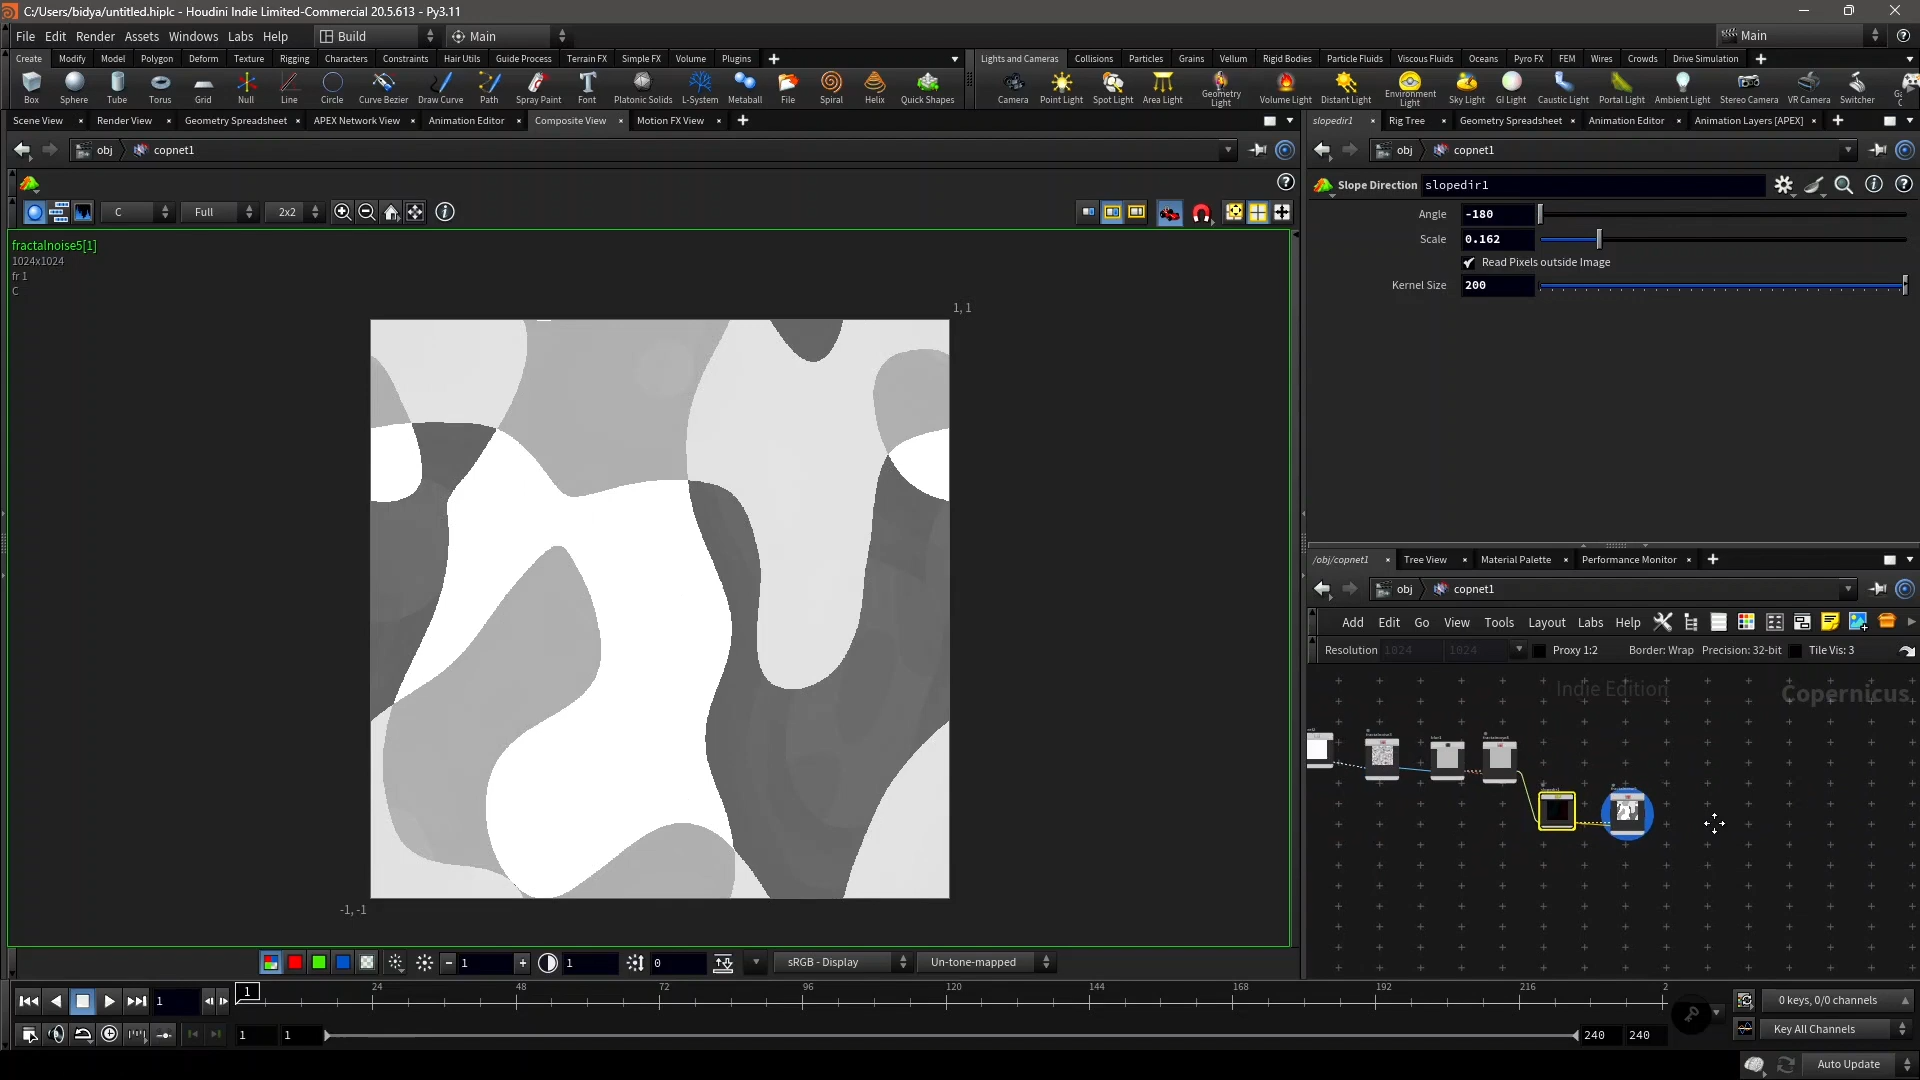 C:/Users/bidya/untitled.hiplc - Houdini Indie Limited-Commercial 20.5.613 - Py3.11
File Edit Render Assets Windows Labs Help Build Main Main
Create Modify Model Polygon Deform Texture Rigging Characters Constraints Hair Utils Guide Process Terrain FX Simple FX Volume Plugins
Lights and Cameras Collisions Particles Grains Vellum Rigid Bodies Particle Fluids Viscous Fluids Oceans Pyro FX FEM Wires Crowds Drive Simulation
Box Sphere Tube Torus Grid Null Line Circle Curve Bezier Draw Curve Path Spray Paint Font Platonic Solids L-System Metaball File Spiral Helix Quick Shapes
Camera Point Light Spot Light Area Light Geometry Light Volume Light Distant Light Environment Light Sky Light GI Light Caustic Light Portal Light Ambient Light Stereo Camera VR Camera Switcher
Scene View Render View Geometry Spreadsheet APEX Network View Animation Editor Composite View Motion FX View
obj copnet1
C Full 2x2
fractalnoise5[1]
1024x1024
fr 1
C
1, 1
-1, -1
1 1 0 sRGB - Display Un-tone-mapped
slopedir1 Rig Tree Geometry Spreadsheet Animation Editor Animation Layers [APEX]
obj copnet1
Slope Direction slopedir1
Angle -180
Scale 0.162
Read Pixels outside Image
Kernel Size 200
/obj/copnet1 Tree View Material Palette Performance Monitor
obj copnet1
Add Edit Go View Tools Layout Labs Help
Resolution 1024 1024 Proxy 1:2 Border: Wrap Precision: 32-bit Tile Vis: 3
Indie Edition Copernicus
1 1 24 48 72 96 120 144 168 192 216 2
0 keys, 0/0 channels
1 1 240 240
Key All Channels
Auto Update